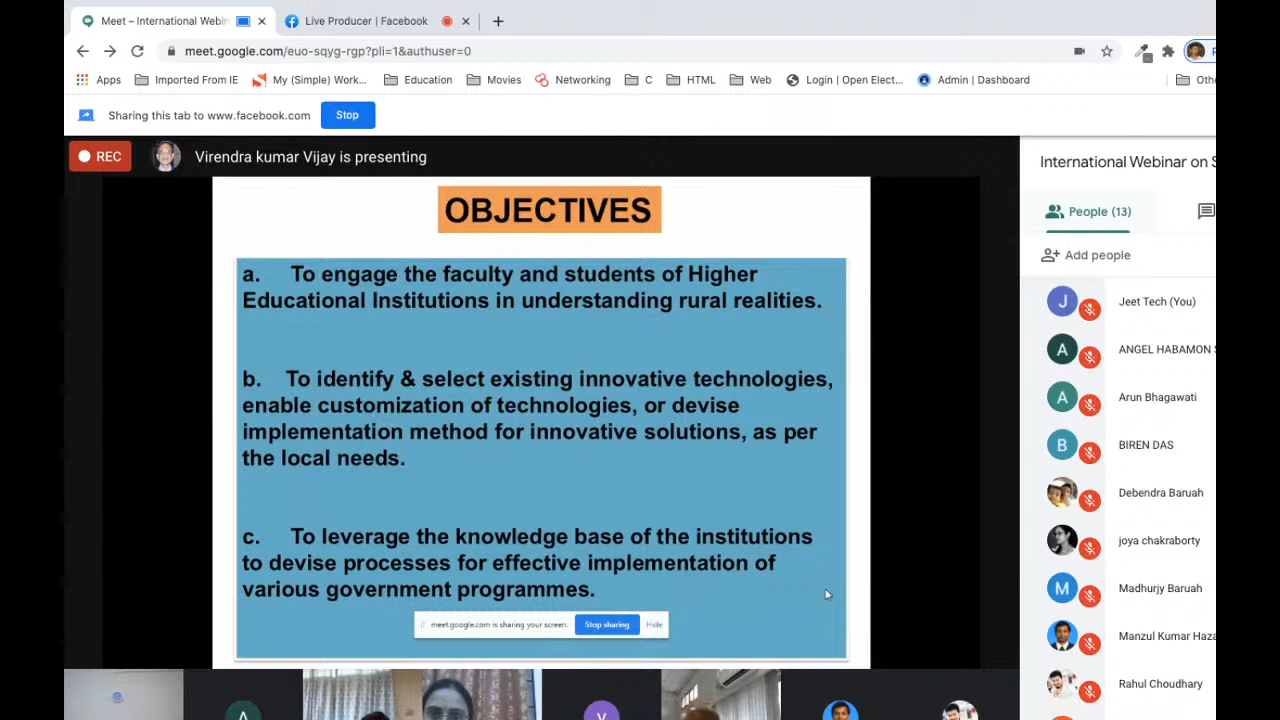 Meet – International Webin
Live Producer | Facebook
meet.google.com/euo-sqyg-rgp?pli=1&authuser=0
Apps
Imported From IE
My (Simple) Work...
Education
Movies
Networking
C
HTML
Web
Login | Open Elect...
Admin | Dashboard
Othe
Sharing this tab to www.facebook.com
Stop
REC
Virendra kumar Vijay is presenting
International Webinar on S
People (13)
Add people
OBJECTIVES
a. To engage the faculty and students of Higher
Educational Institutions in understanding rural realities.
b. To identify & select existing innovative technologies,
enable customization of technologies, or devise
implementation method for innovative solutions, as per
the local needs.
c. To leverage the knowledge base of the institutions
to devise processes for effective implementation of
various government programmes.
meet.google.com is sharing your screen.
Stop sharing
Hide
J
Jeet Tech (You)
A
ANGEL HABAMON S
A
Arun Bhagawati
B
BIREN DAS
Debendra Baruah
joya chakraborty
M
Madhurjy Baruah
Manzul Kumar Haza
Rahul Choudhary
A
V